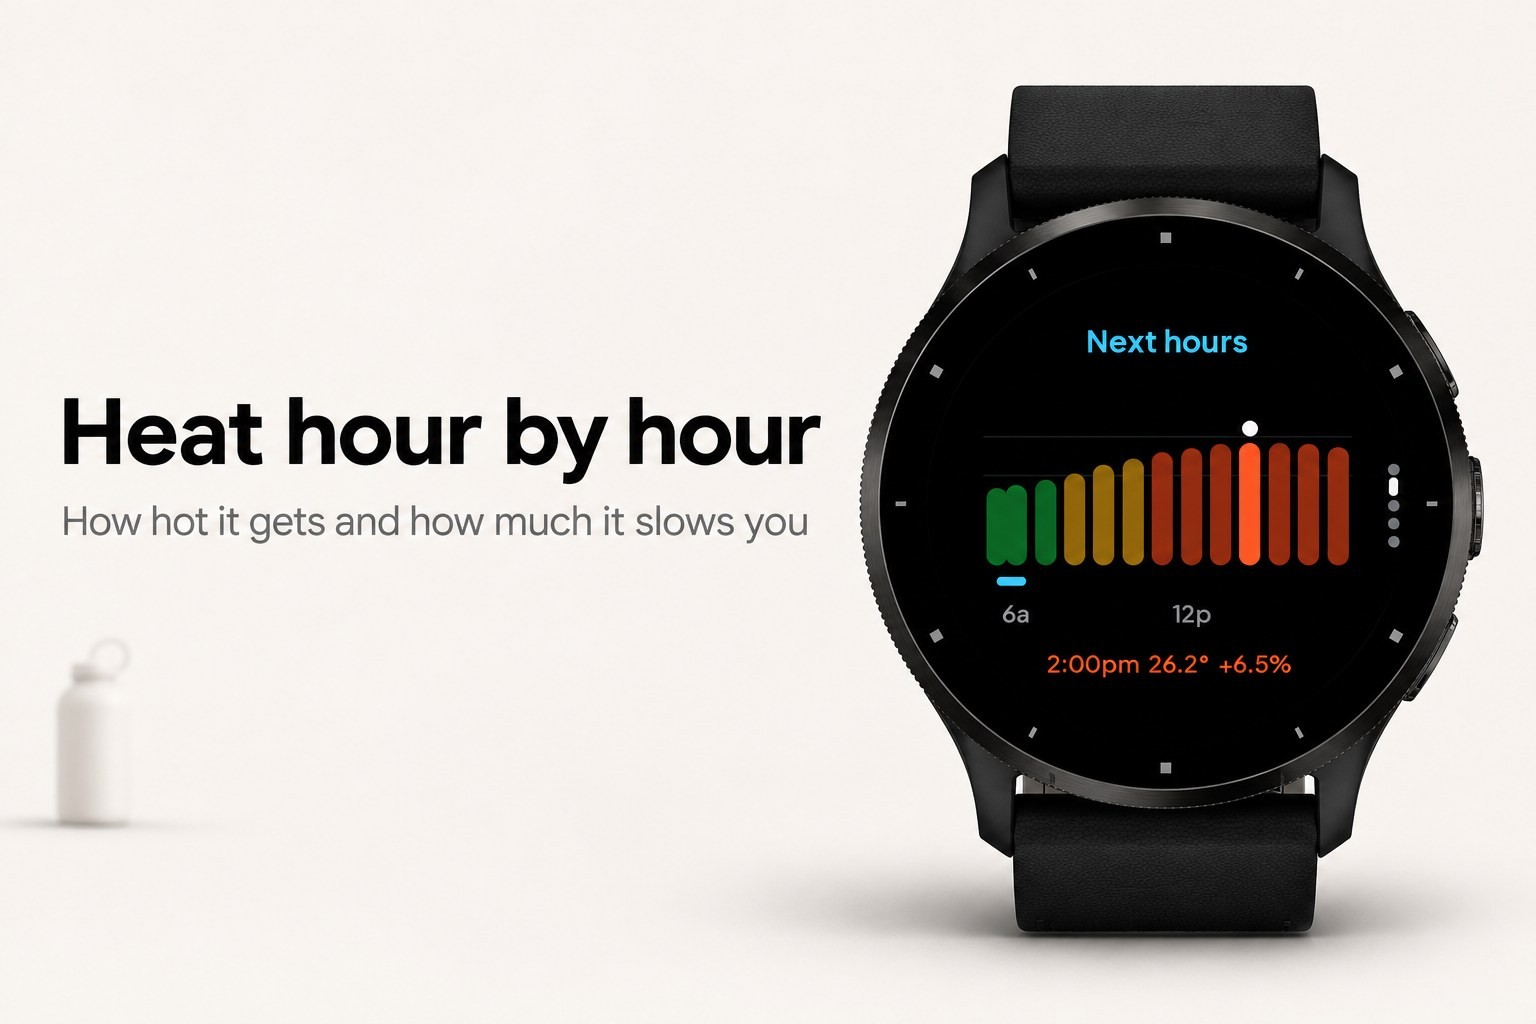 Heat hour by hour
How hot it gets and how much it slows you
Next hours
6a 12p
2:00pm 26.2° +6.5%